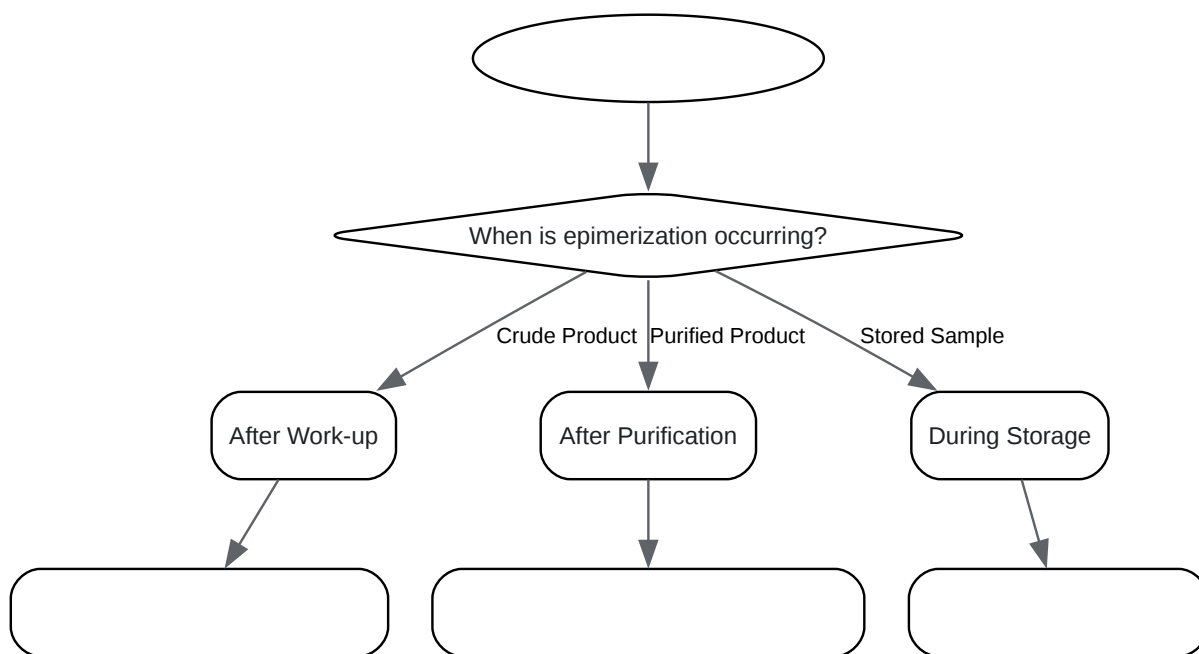 When is epimerization occurring?
Crude Product
Purified Product
Stored Sample
After Work-up
After Purification
During Storage